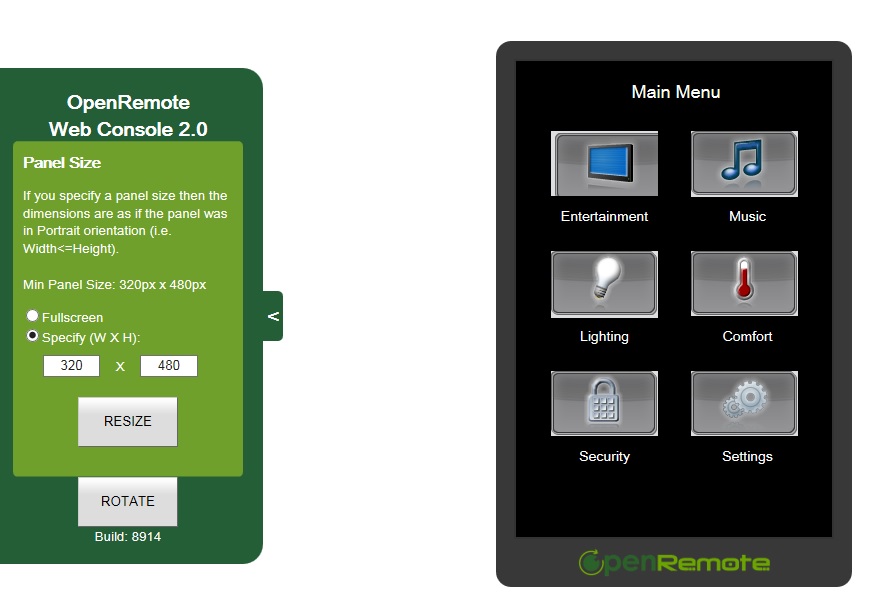 OpenRemote
Web Console 2.0
Panel Size
If you specify a panel size then the
dimensions are as if the panel was
in Portrait orientation (i.e.
Width<=Height).
Min Panel Size: 320px x 480px
Fullscreen
Specify (W X H):
320 X 480
RESIZE
ROTATE
Build: 8914
<
Main Menu
Entertainment Music
Lighting Comfort
Security Settings
OpenRemote